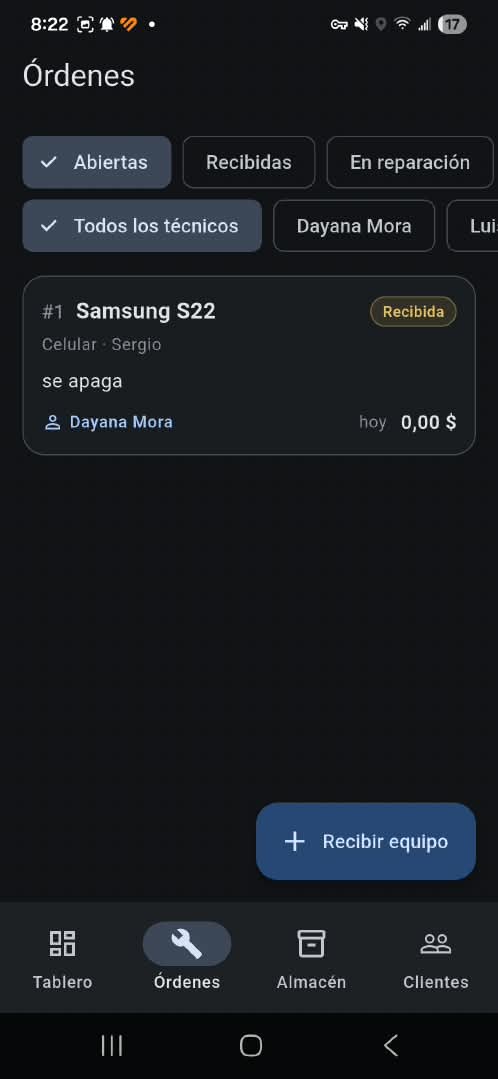 8:22
17
Órdenes
Abiertas
Recibidas
En reparación
Todos los técnicos
Dayana Mora
Lui
#1 Samsung S22
Recibida
Celular · Sergio
se apaga
Dayana Mora
hoy 0,00 $
+ Recibir equipo
Tablero
Órdenes
Almacén
Clientes